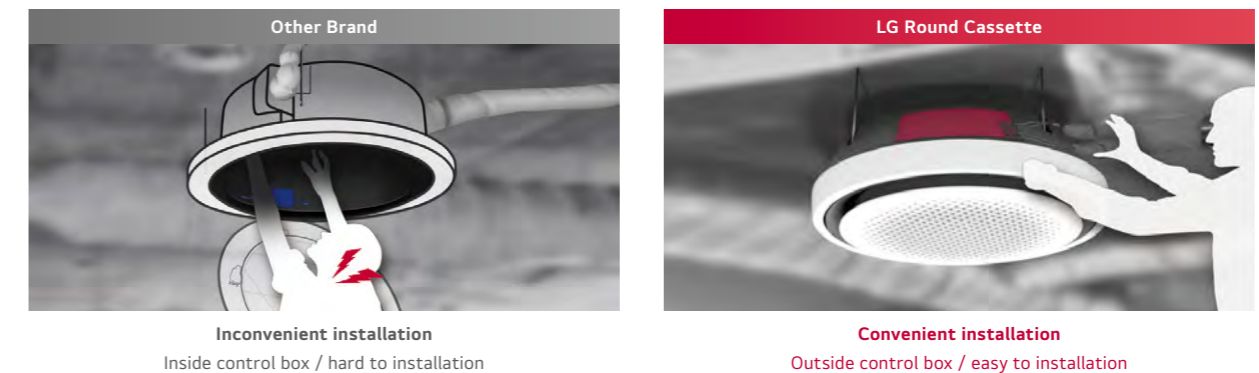 Other Brand
Inconvenient installation
Inside control box / hard to installation
LG Round Cassette
Convenient installation
Outside control box / easy to installation